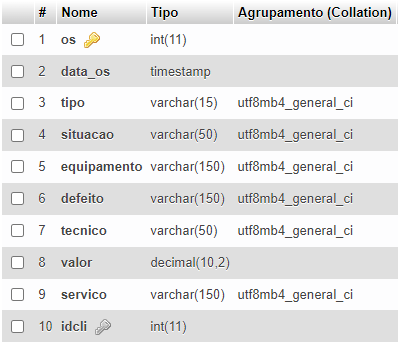 # Nome Tipo Agrupamento (Collation)
1 os int(11)
2 data_os timestamp
3 tipo varchar(15) utf8mb4_general_ci
4 situacao varchar(50) utf8mb4_general_ci
5 equipamento varchar(150) utf8mb4_general_ci
6 defeito varchar(150) utf8mb4_general_ci
7 tecnico varchar(50) utf8mb4_general_ci
8 valor decimal(10,2)
9 servico varchar(150) utf8mb4_general_ci
10 idcli int(11)